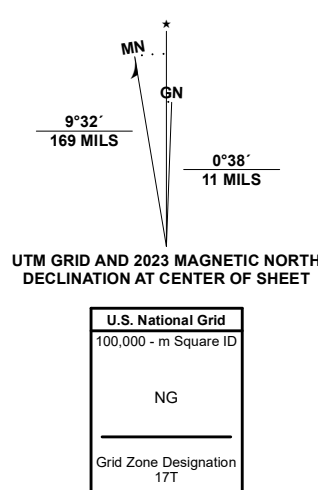 MN
GN
9°32´
169 MILS
0°38´
11 MILS
UTM GRID AND 2023 MAGNETIC NORTH
DECLINATION AT CENTER OF SHEET
U.S. National Grid
100,000 - m Square ID
NG
Grid Zone Designation
17T